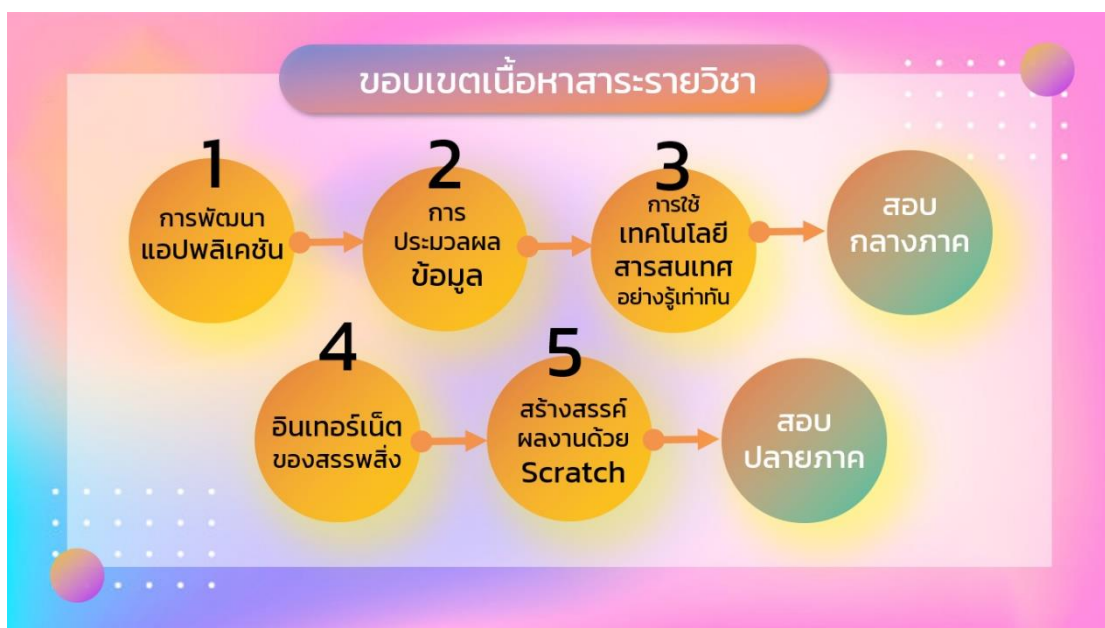 ขอบเขตเนื้อหาสาระรายวิชา
1
การพัฒนา
แอปพลิเคชัน
2
การ
ประมวลผล
ข้อมูล
3
การใช้
เทคโนโลยี
สารสนเทศ
อย่างรู้เท่าทัน
สอบ
กลางภาค
4
อินเทอร์เน็ต
ของสรรพสิ่ง
5
สร้างสรรค์
ผลงานด้วย
Scratch
สอบ
ปลายภาค